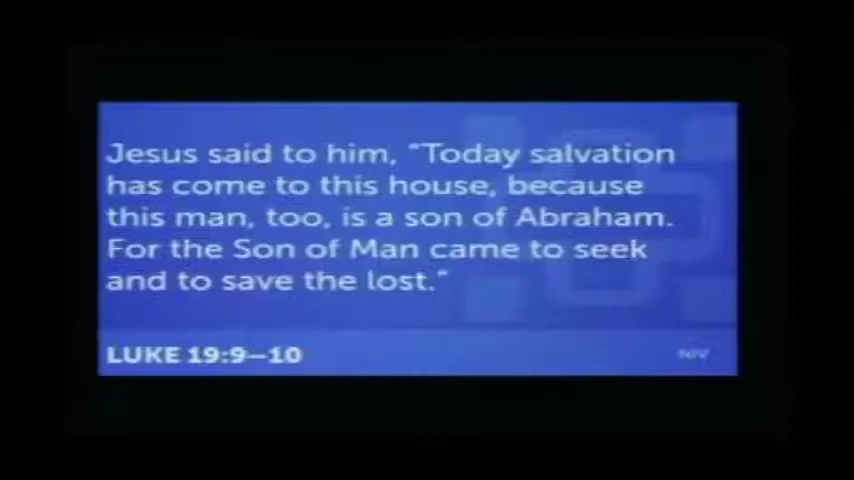 Jesus said to him, “Today salvation
has come to this house, because
this man, too, is a son of Abraham.
For the Son of Man came to seek
and to save the lost.”
LUKE 19:9–10
NIV